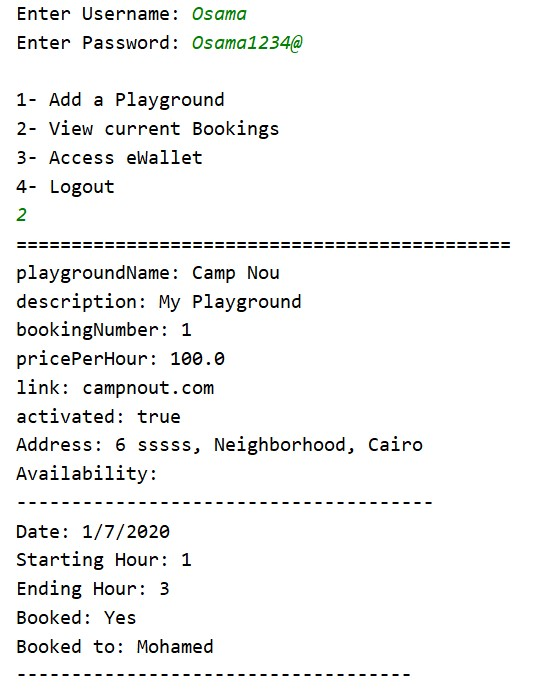 Enter Username: Osama
Enter Password: Osama1234@
1- Add a Playground
2- View current Bookings
3- Access eWallet
4- Logout
2
=============================================
playgroundName: Camp Nou
description: My Playground
bookingNumber: 1
pricePerHour: 100.0
link: campnout.com
activated: true
Address: 6 sssss, Neighborhood, Cairo
Availability:
--------------------------------------
Date: 1/7/2020
Starting Hour: 1
Ending Hour: 3
Booked: Yes
Booked to: Mohamed
------------------------------------